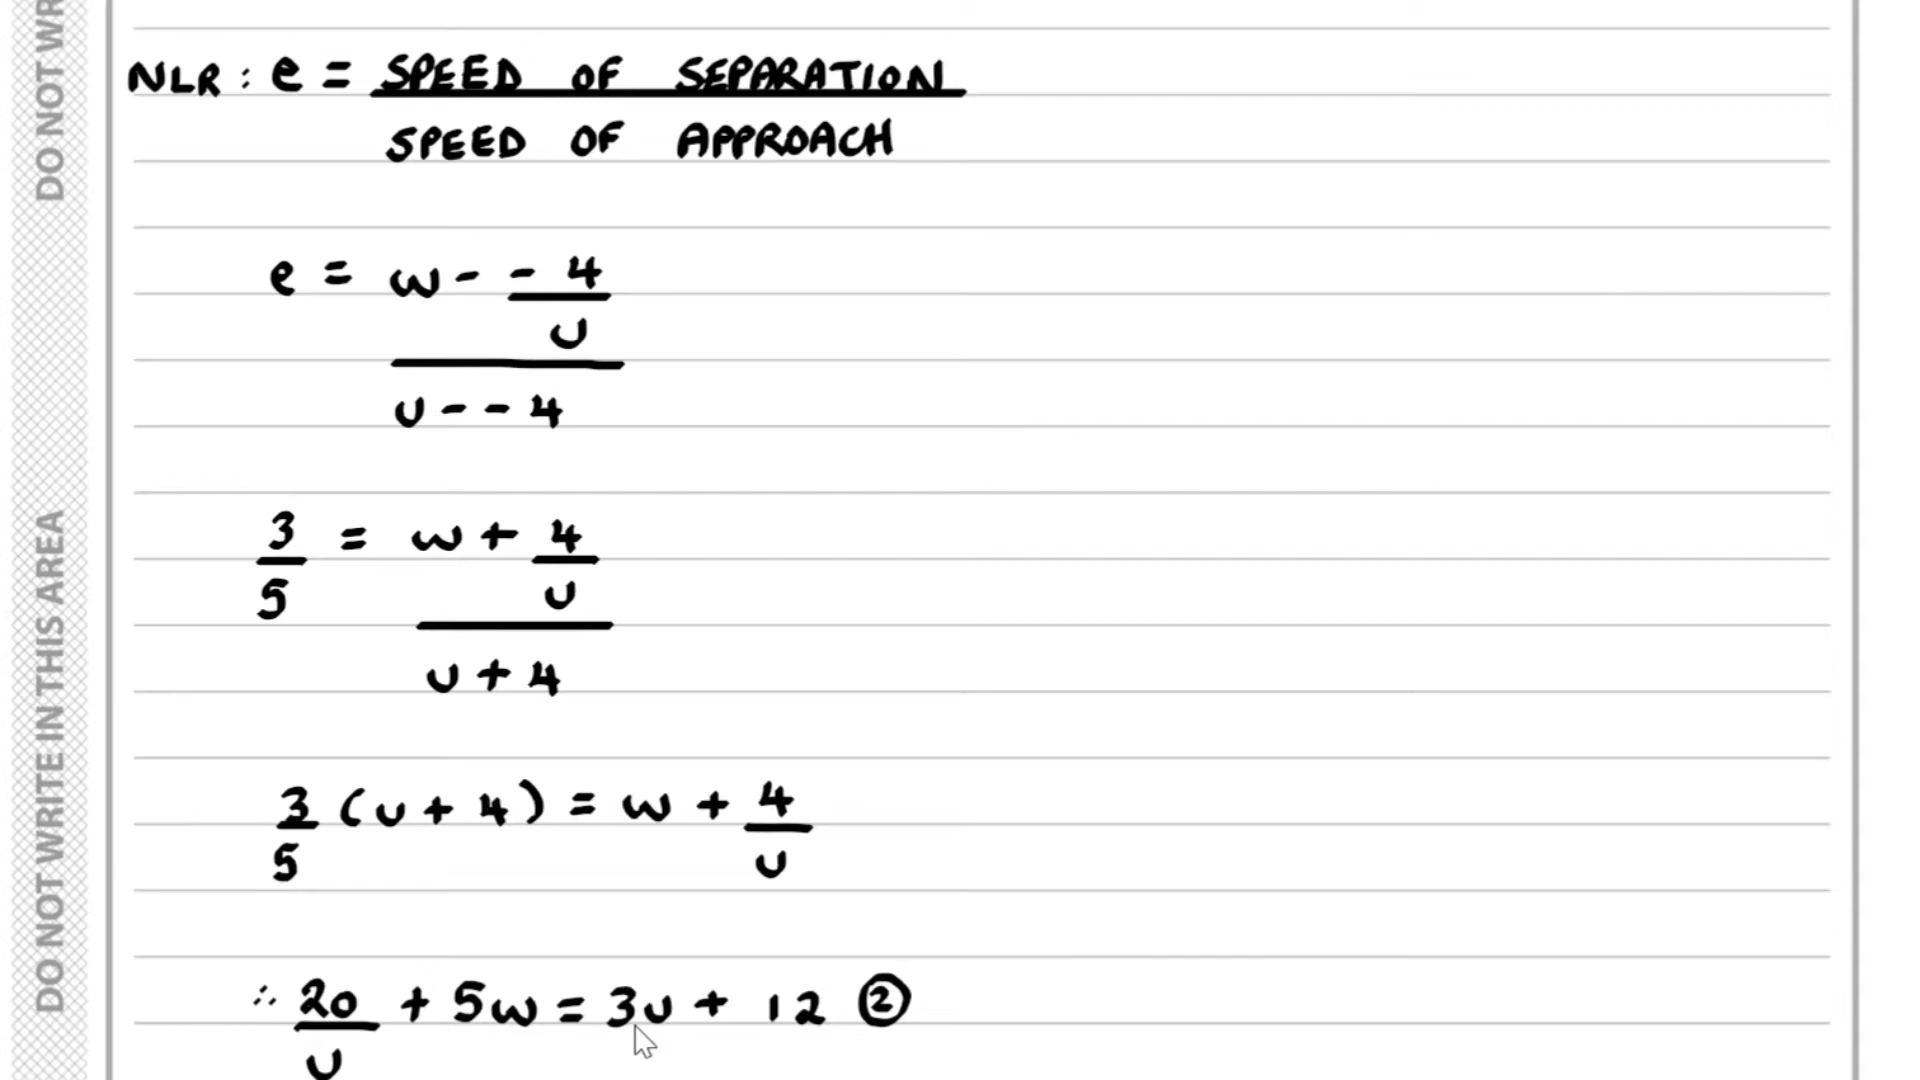 DO NOT WR
DO NOT WRITE IN THIS AREA
NLR : e = SPEED OF SEPARATION
SPEED OF APPROACH
e = w - - 4
u
u - - 4
3 = w + 4
5 u
u + 4
3 (u + 4) = w + 4
5 u
∴ 20 + 5w = 3u + 12 ②
u